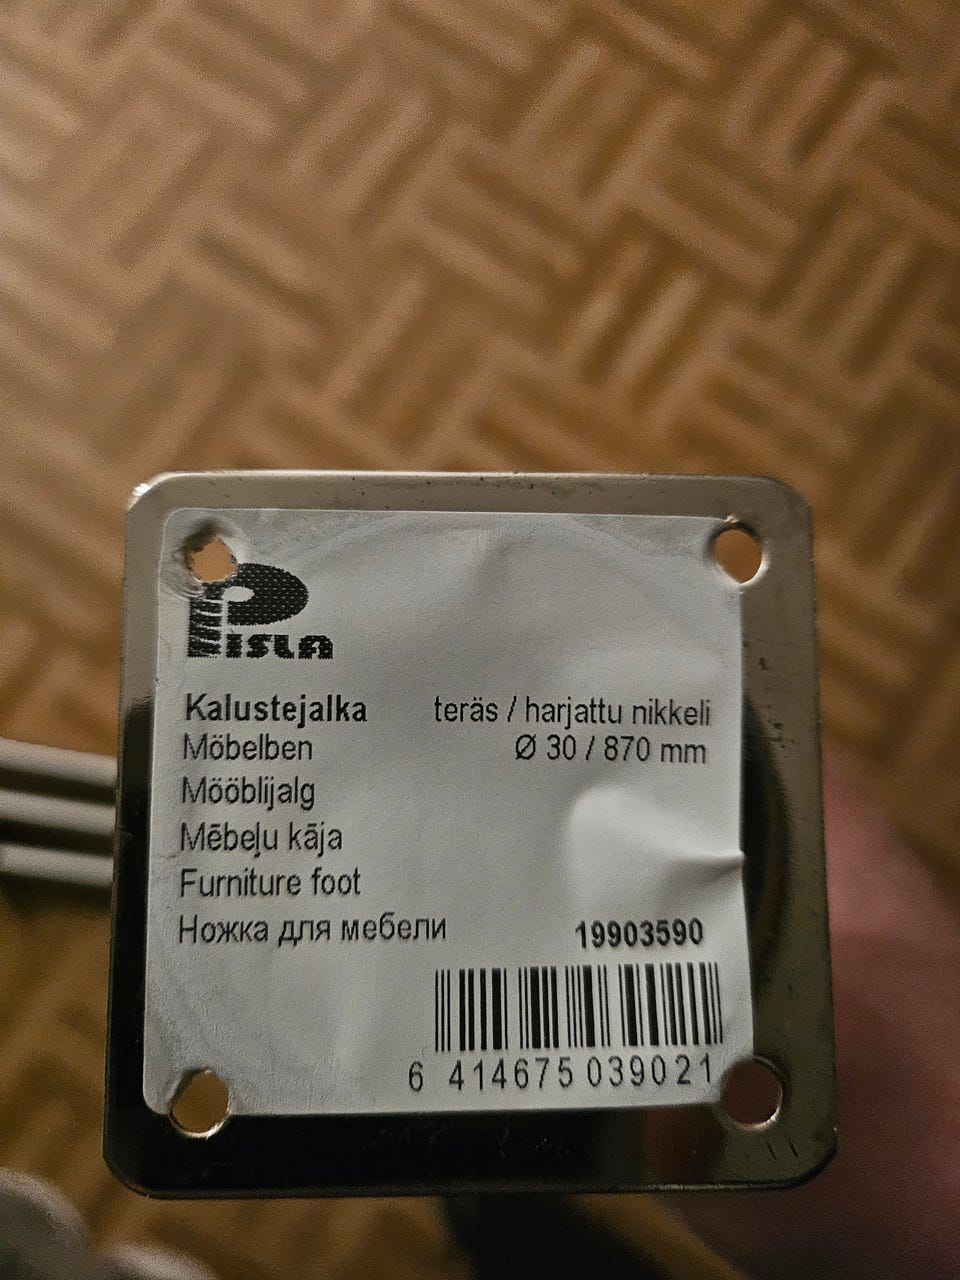 Pisla
Kalustejalka teräs / harjattu nikkeli
Möbelben Ø 30 / 870 mm
Mööblijalg
Mēbeļu kāja
Furniture foot
Ножка для мебели 19903590
6 414675 039021